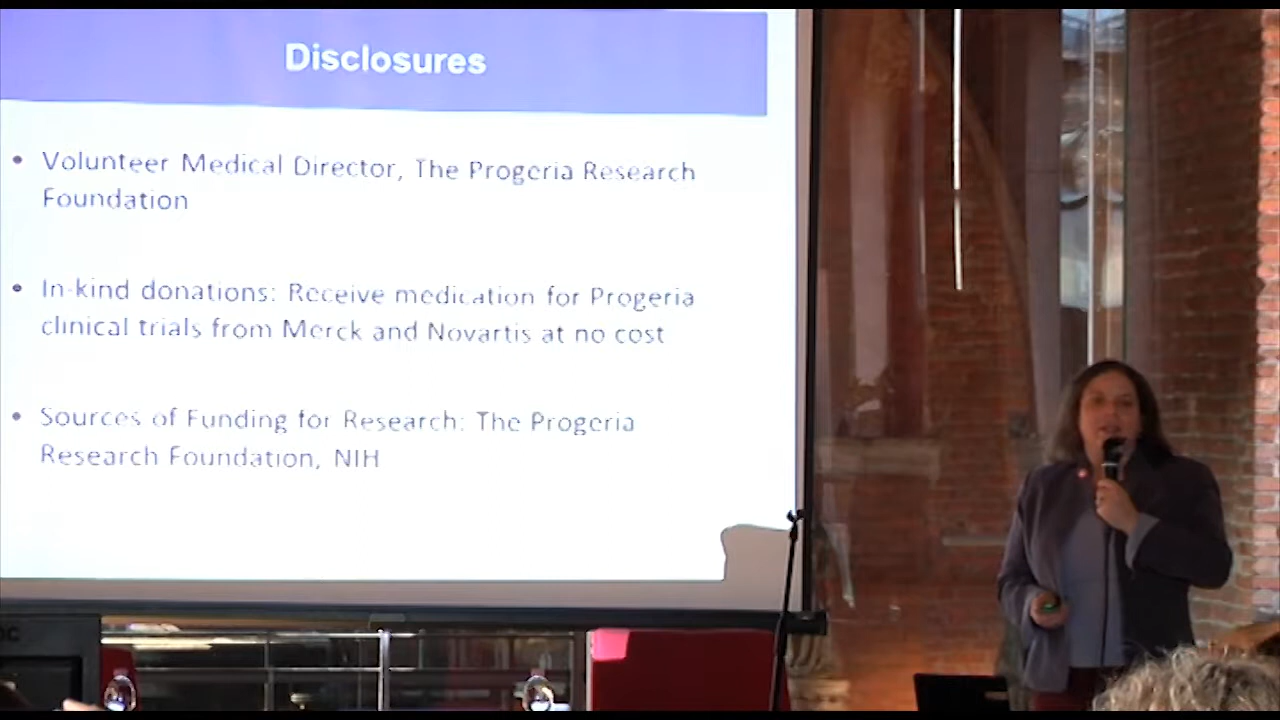 Disclosures
• Volunteer Medical Director, The Progeria Research
Foundation
• In-kind donations: Receive medication for Progeria
clinical trials from Merck and Novartis at no cost
• Sources of Funding for Research: The Progeria
Research Foundation, NIH